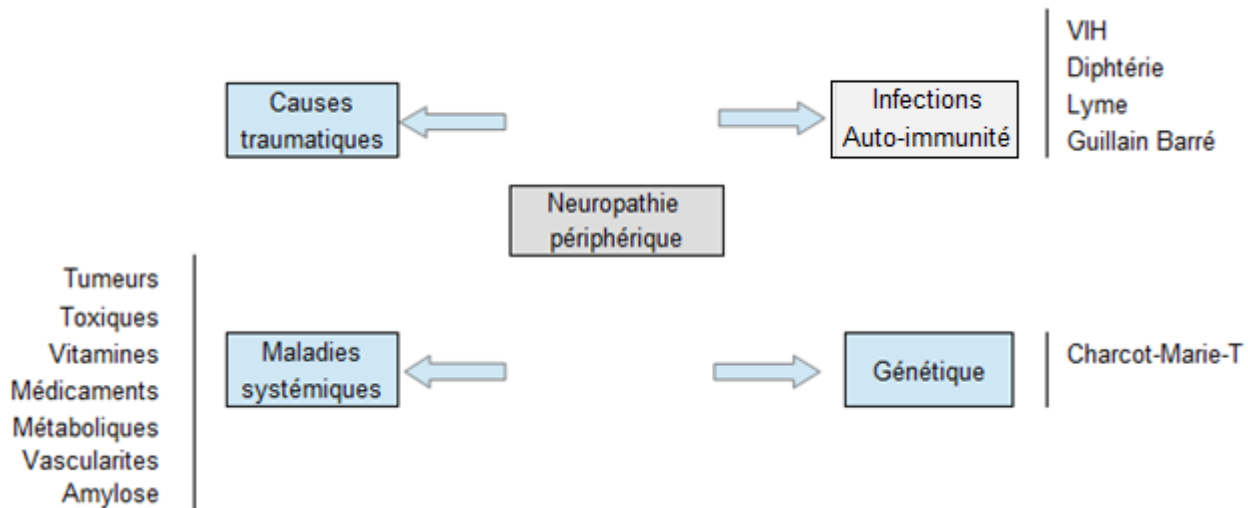 Causes
traumatiques
Infections
Auto-immunité
VIH
Diphtérie
Lyme
Guillain Barré
Neuropathie
périphérique
Tumeurs
Toxiques
Vitamines
Médicaments
Métaboliques
Vascularites
Amylose
Maladies
systémiques
Génétique
Charcot-Marie-T